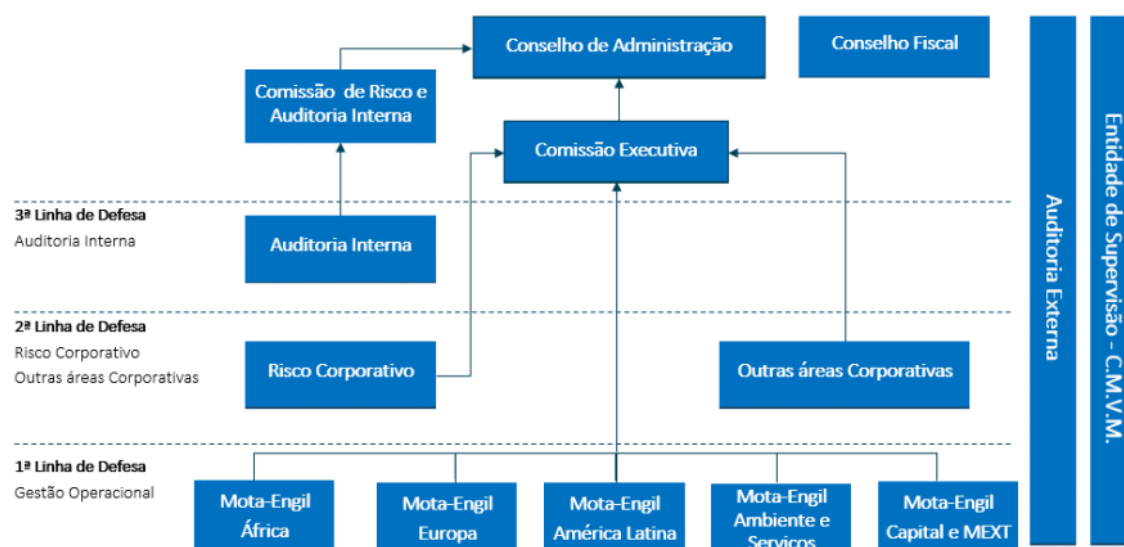 Conselho de Administração
Conselho Fiscal
Comissão de Risco e
Auditoria Interna
Comissão Executiva
3ª Linha de Defesa
Auditoria Interna
Auditoria Interna
2ª Linha de Defesa
Risco Corporativo
Outras áreas Corporativas
Risco Corporativo
Outras áreas Corporativas
1ª Linha de Defesa
Gestão Operacional
Mota-Engil
África
Mota-Engil
Europa
Mota-Engil
América Latina
Mota-Engil
Ambiente e
Serviços
Mota-Engil
Capital e MEXT
Auditoria Externa
Entidade de Supervisão - C.M.V.M.